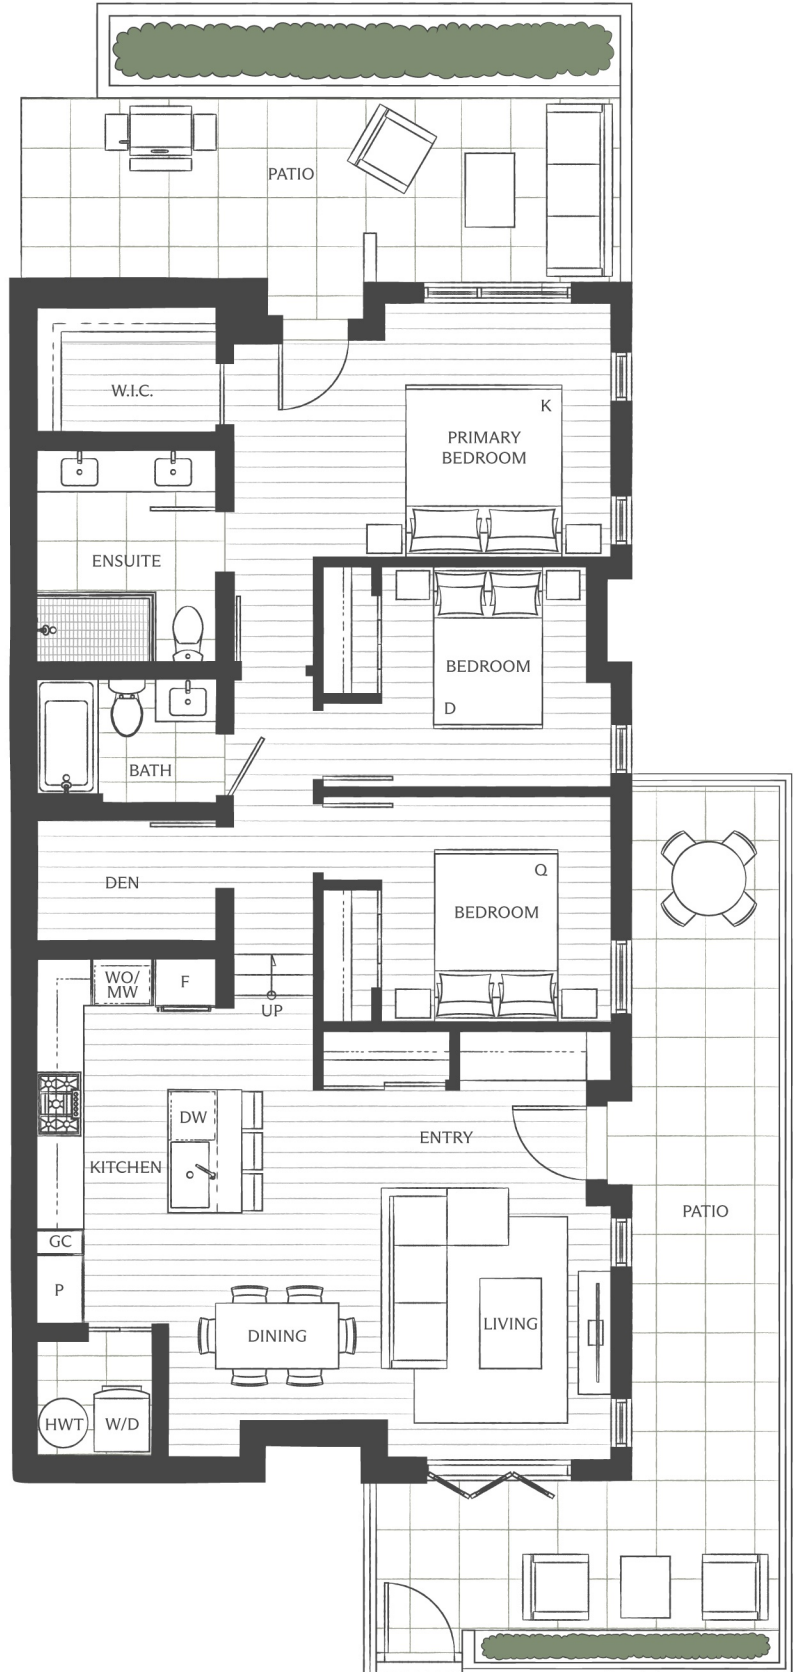 PATIO
W.I.C.
K
PRIMARY
BEDROOM
ENSUITE
BEDROOM
D
BATH
Q
DEN
BEDROOM
WO/
MW
F
UP
DW
ENTRY
KITCHEN
PATIO
GC
P
LIVING
DINING
HWT
W/D